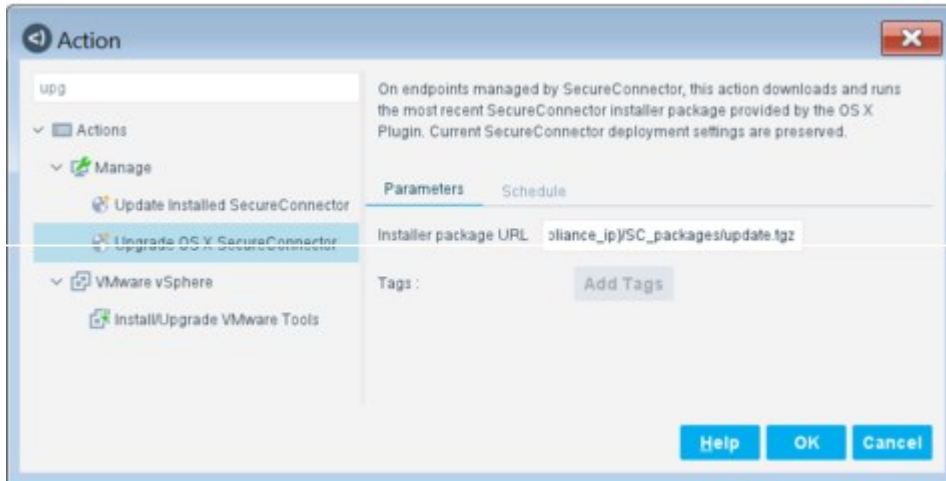 Action
upg
Actions
Manage
Update Installed SecureConnector
Upgrade OS X SecureConnector
VMware vSphere
Install/Upgrade VMware Tools
On endpoints managed by SecureConnector, this action downloads and runs
the most recent SecureConnector installer package provided by the OS X
Plugin. Current SecureConnector deployment settings are preserved.
Parameters Schedule
Installer package URL pliance_ip}/SC_packages/update.tgz
Tags : Add Tags
Help OK Cancel